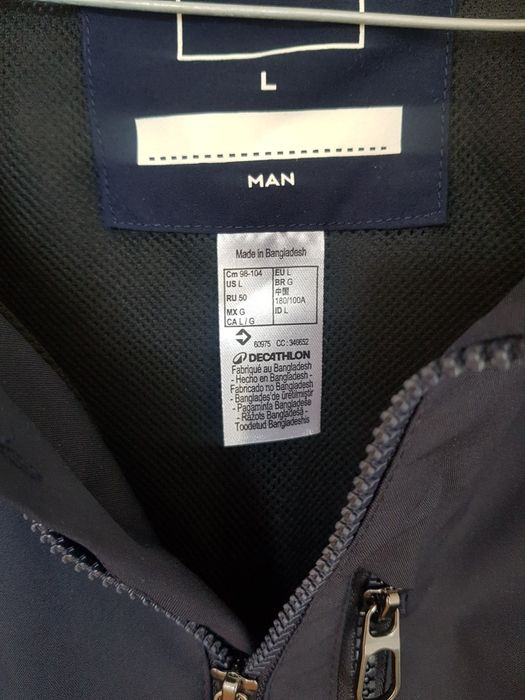 L
MAN
Made in Bangladesh
Cm 98-104 EU L
US L BR G
RU 50 中国 180/100A
MX G
CA L / G ID L
60975 CC : 346652
DECATHLON
Fabriqué au Bangladesh
- Hecho en Bangladesh -
Fabricado no Bangladesh
- Banglades de üretilmiştir
- Pagaminta Bangladeše
- Ražots Bangladešā -
Toodetud Bangladeshis